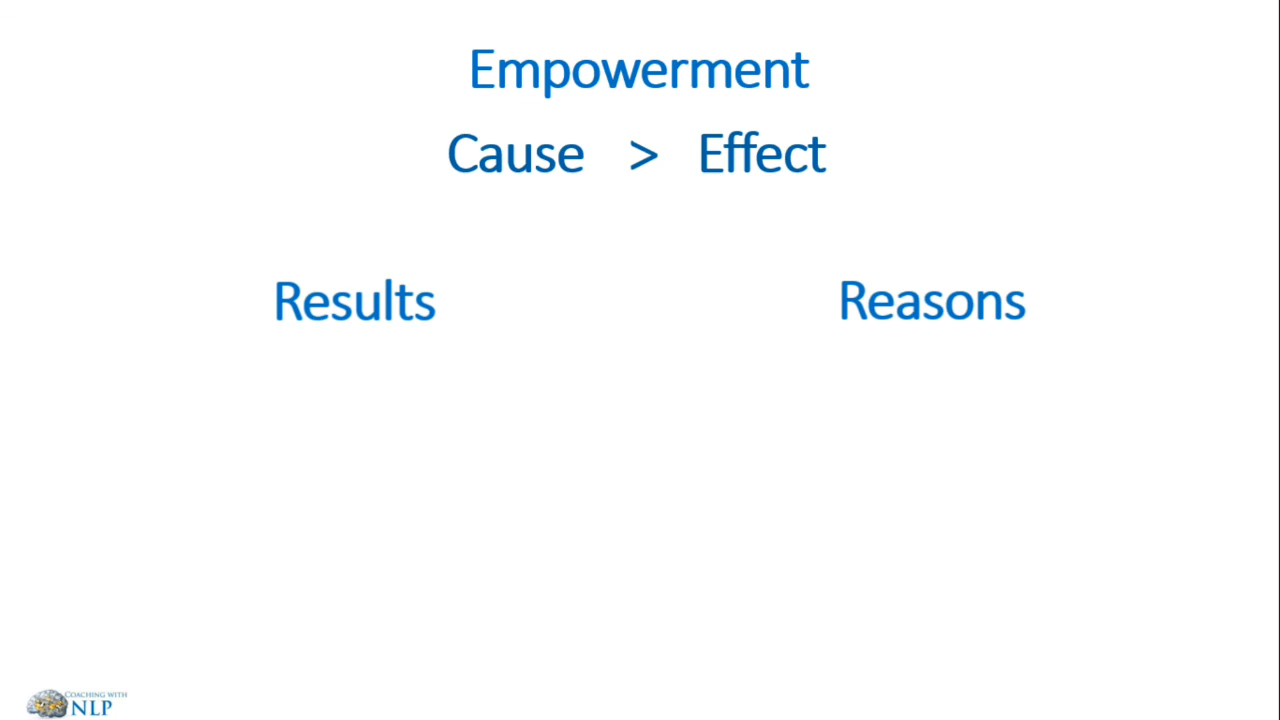 Empowerment
Cause > Effect
Results Reasons
COACHING WITH
NLP